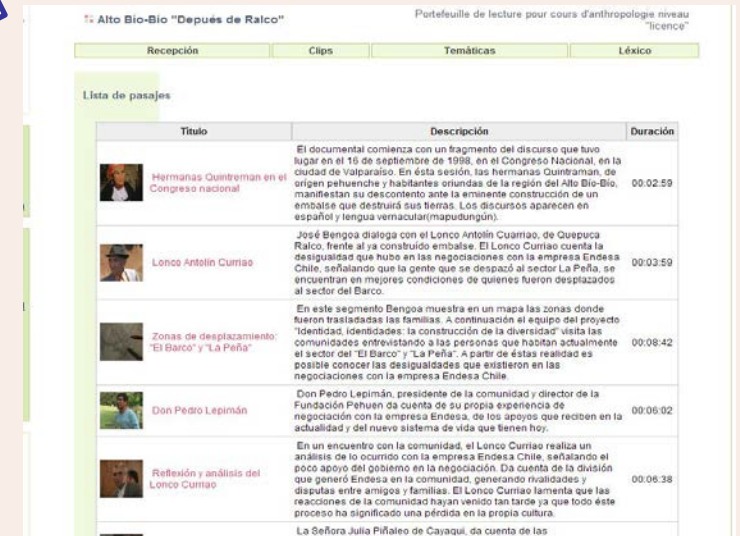 Alto Bío-Bío "Depués de Ralco"
Portefeuille de lecture pour cours d'anthropologie niveau
"licence"
Recepción Clips Temáticas Léxico
Lista de pasajes
Título Descripción Duración
Hermanas Quintreman en el
Congreso nacional
El documental comienza con un fragmento del discurso que tuvo
lugar en el 16 de septiembre de 1998, en el Congreso Nacional, en la
ciudad de Valparaíso. En ésta sesión, las hermanas Quintraman, de
origen pehuenche y habitantes oriundas de la región del Alto Bío-Bío,
manifiestan su descontento ante la eminente construcción de un
embalse que destruirá sus tierras. Los discursos aparecen en
español y lengua vernacular(mapudungún).
00:02:59
Lonco Antolín Curriao
José Bengoa dialoga con el Lonco Antolín Cuarriao, de Quepuca
Ralco, frente al ya construido embalse. El Lonco Curriao cuenta la
desigualdad que hubo en las negociaciones con la empresa Endesa
Chile, señalando que la gente que se despazó al sector La Peña, se
encuentran en mejores condiciones de quienes fueron desplazados
al sector del Barco.
00:03:59
Zonas de desplazamiento:
"El Barco" y "La Peña"
En este segmento Bengoa muestra en un mapa las zonas donde
fueron trasladadas las familias. A continuación el equipo del proyecto
"Identidad, identidades: la construcción de la diversidad" visita las
comunidades entrevistando a las personas que habitan actualmente
el sector del "El Barco" y "La Peña". A partir de éstas realidad es
posible conocer las desigualdades que existieron en las
negociaciones con la empresa Endesa Chile.
00:08:42
Don Pedro Lepimán
Don Pedro Lepimán, presidente de la comunidad y director de la
Fundación Pehuen da cuenta de su propia experiencia de
negociación con la empresa Endesa, de los apoyos que reciben en la
actualidad y del nuevo sistema de vida que tienen hoy.
00:06:02
Reflexión y análisis del
Lonco Curriao
En un encuentro con la comunidad, el Lonco Curriao realiza un
análisis de lo ocurrido con la empresa Endesa Chile, señalando el
poco apoyo del gobierno en la negociación. Da cuenta de la división
que generó Endesa en la comunidad, generando rivalidades y
disputas entre amigos y familias. El Lonco Curriao lamenta que las
reacciones de la comunidad hayan venido tan tarde ya que todo éste
proceso ha significado una pérdida en la propia cultura.
00:06:38
La Señora Julia Piñaleo de Cayaqui, da cuenta de las